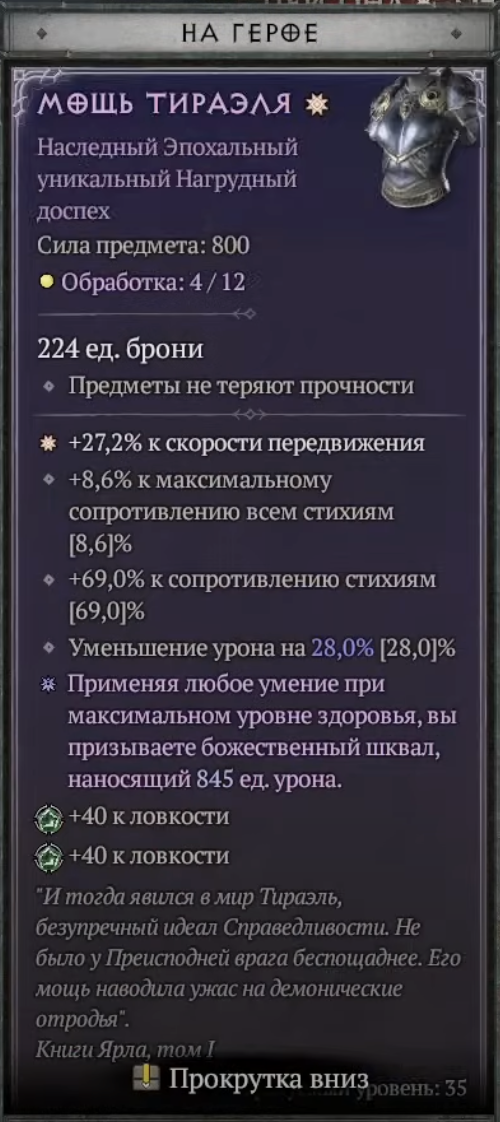 НА ГЕРОЕ
МОЩЬ ТИРАЭЛЯ
Наследный Эпохальный
уникальный Нагрудный
доспех
Сила предмета: 800
Обработка: 4 / 12
224 ед. брони
Предметы не теряют прочности
+27,2% к скорости передвижения
+8,6% к максимальному
сопротивлению всем стихиям
[8,6]%
+69,0% к сопротивлению стихиям
[69,0]%
Уменьшение урона на 28,0% [28,0]%
Применяя любое умение при
максимальном уровне здоровья, вы
призываете божественный шквал,
наносящий 845 ед. урона.
+40 к ловкости
+40 к ловкости
"И тогда явился в мир Тираэль,
безупречный идеал Справедливости. Не
было у Преисподней врага беспощаднее. Его
мощь наводила ужас на демонические
отродья".
Книги Ярла, том I
Прокрутка вниз
уровень: 35